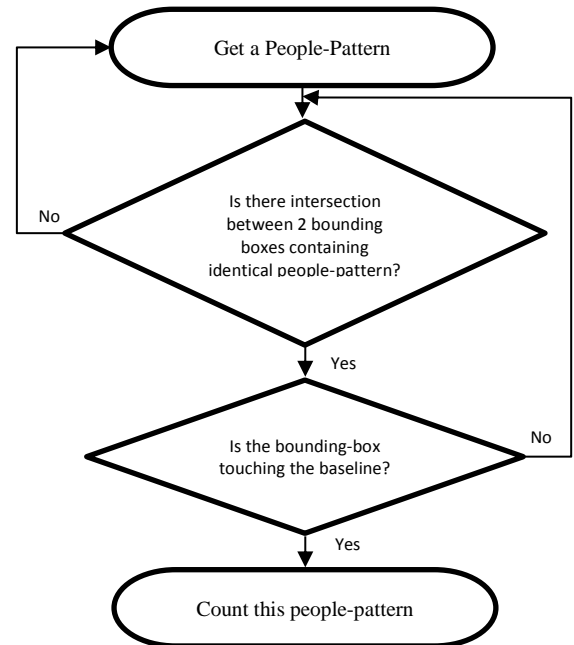 Get a People-Pattern
Is there intersection
between 2 bounding
boxes containing
identical people-pattern?
No
Yes
Is the bounding-box
touching the baseline?
No
Yes
Count this people-pattern